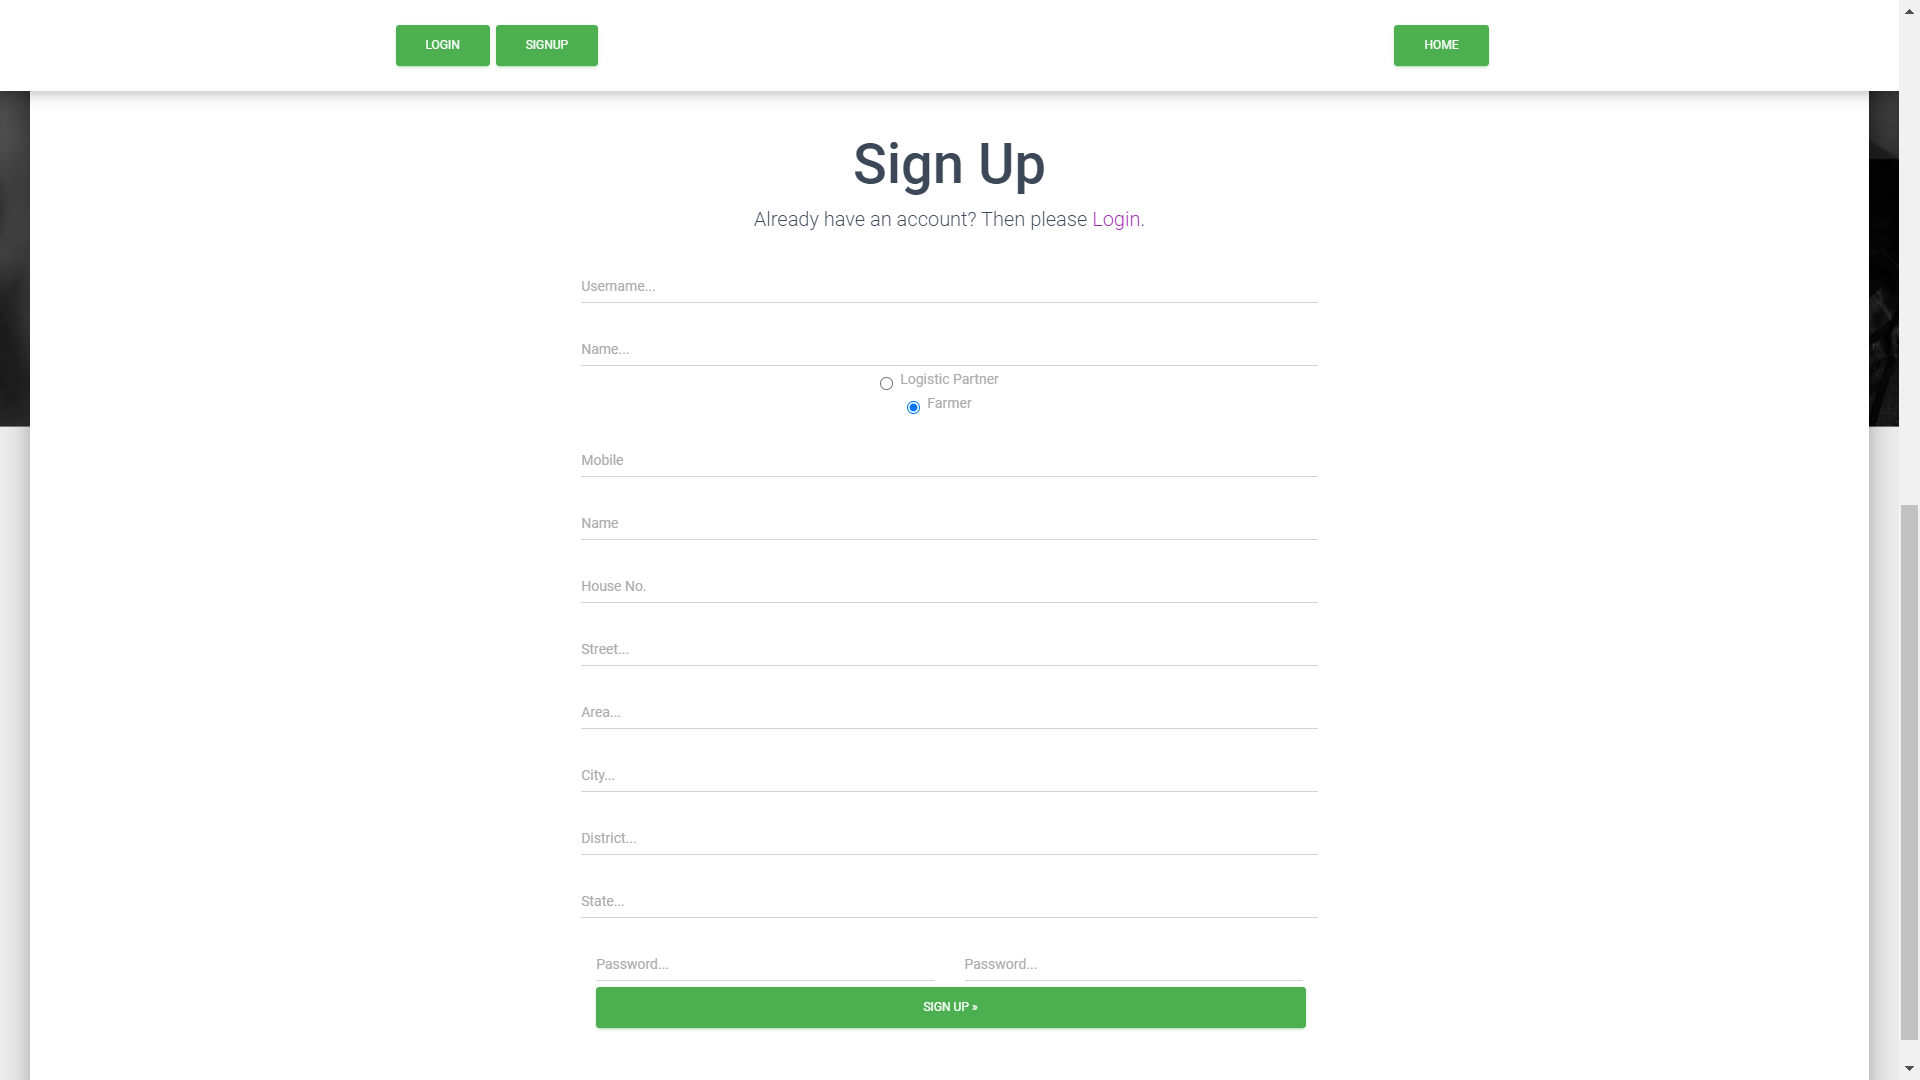 LOGIN SIGNUP HOME
Sign Up
Already have an account? Then please Login.
Username...
Name...
Logistic Partner
Farmer
Mobile
Name
House No.
Street...
Area...
City...
District...
State...
Password... Password...
SIGN UP »